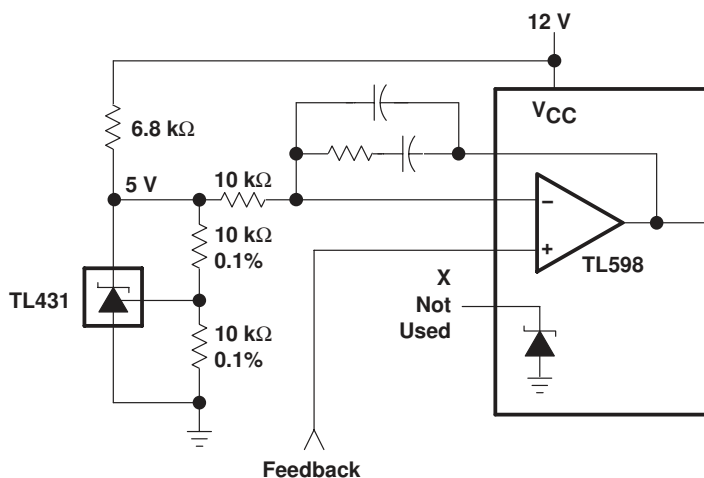 12 V
VCC
6.8 kΩ
5 V
10 kΩ
10 kΩ
0.1%
TL431
10 kΩ
0.1%
−
+
TL598
X
Not
Used
Feedback